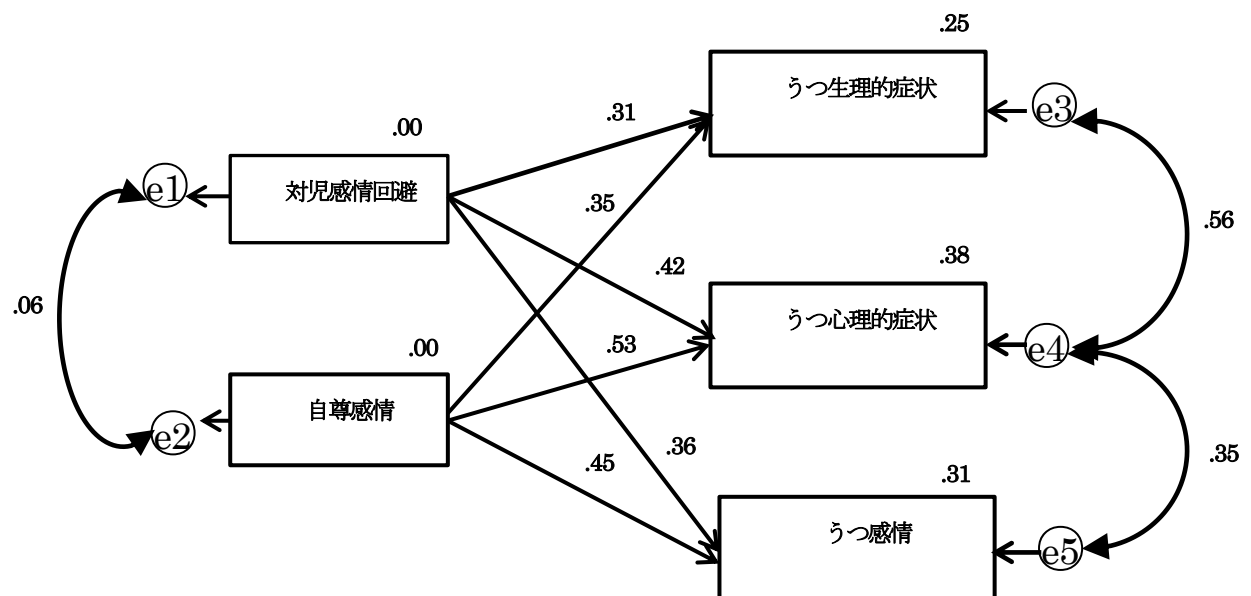 .25
うつ生理的症状
e3
.31
.00
e1
対児感情回避
.35
.56
.42
.38
.06
うつ心理的症状
e4
.00
.53
自尊感情
e2
.36
.45
.35
.31
うつ感情
e5